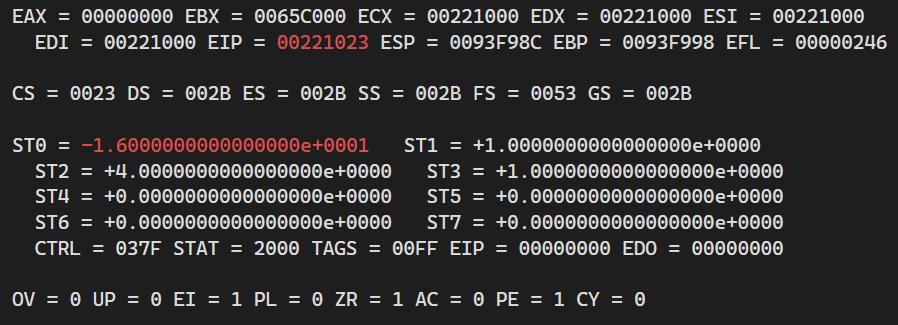 EAX = 00000000 EBX = 0065C000 ECX = 00221000 EDX = 00221000 ESI = 00221000
EDI = 00221000 EIP = 00221023 ESP = 0093F98C EBP = 0093F998 EFL = 00000246
CS = 0023 DS = 002B ES = 002B SS = 002B FS = 0053 GS = 002B
ST0 = -1.6000000000000000e+0001 ST1 = +1.0000000000000000e+0000
ST2 = +4.0000000000000000e+0000 ST3 = +1.0000000000000000e+0000
ST4 = +0.0000000000000000e+0000 ST5 = +0.0000000000000000e+0000
ST6 = +0.0000000000000000e+0000 ST7 = +0.0000000000000000e+0000
CTRL = 037F STAT = 2000 TAGS = 00FF EIP = 00000000 EDO = 00000000
OV = 0 UP = 0 EI = 1 PL = 0 ZR = 1 AC = 0 PE = 1 CY = 0